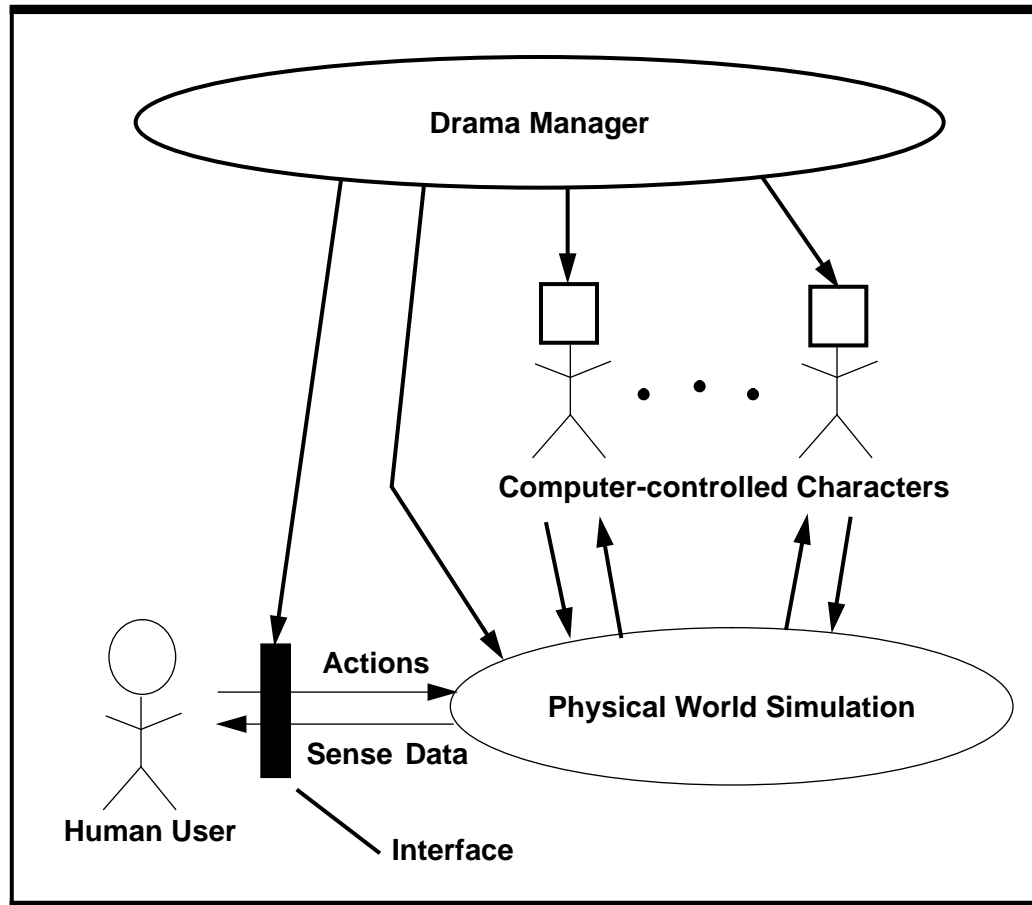 Drama Manager
Computer-controlled Characters
Actions
Physical World Simulation
Sense Data
Human User
Interface